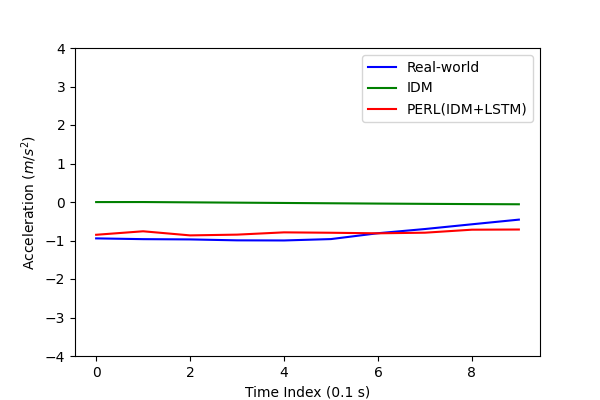 Real-world
IDM
PERL(IDM+LSTM)
Acceleration (m/s²)
4
3
2
1
0
−1
−2
−3
−4
0
2
4
6
8
Time Index (0.1 s)